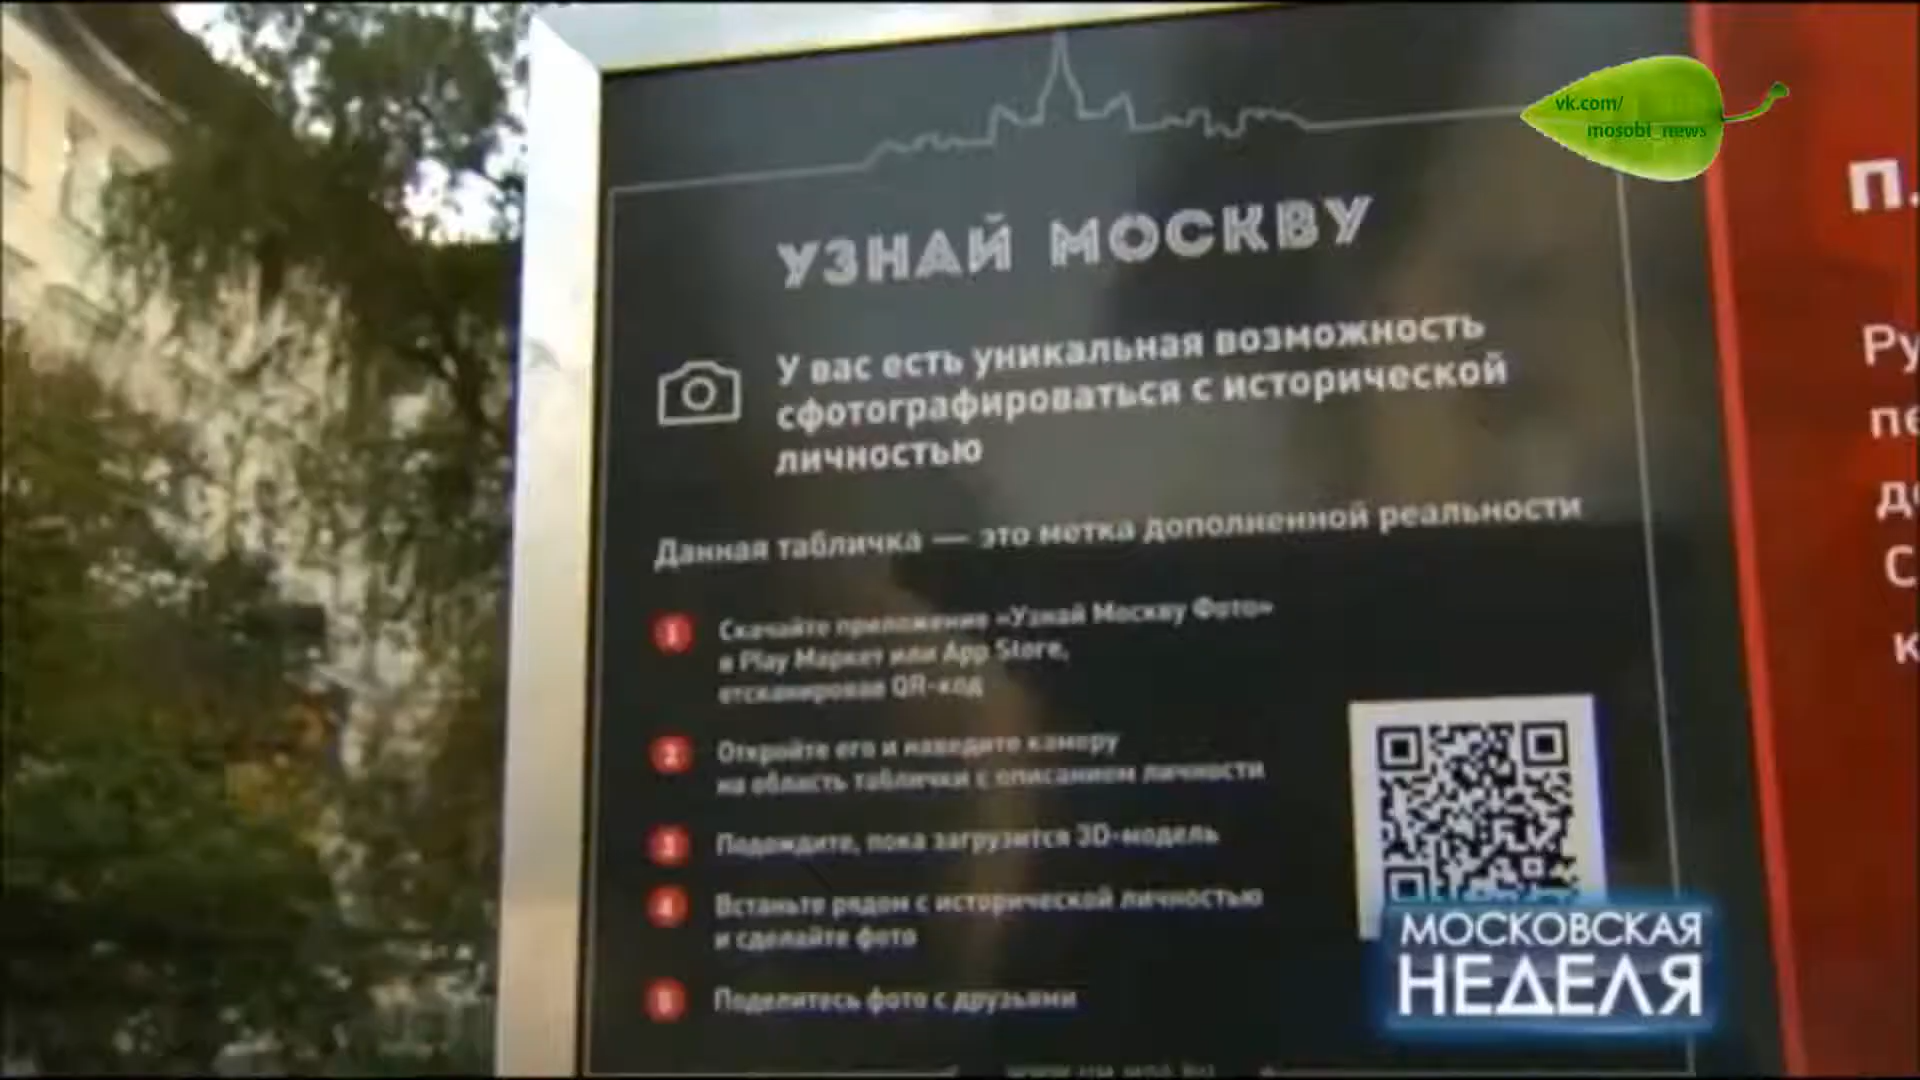 vk.com/
mosobl_news
УЗНАЙ МОСКВУ
У вас есть уникальная возможность
сфотографироваться с исторической
личностью
Данная табличка — это метка дополненной реальности
1 Скачайте приложение «Узнай Москву Фото»
в Play Маркет или App Store,
отсканировав QR-код
2 Откройте его и наведите камеру
на область таблички с описанием личности
3 Подождите, пока загрузится 3D-модель
4 Встаньте рядом с исторической личностью
и сделайте фото
5 Поделитесь фото с друзьями
П.
Ру
пе
до
С
к
МОСКОВСКАЯ
НЕДЕЛЯ